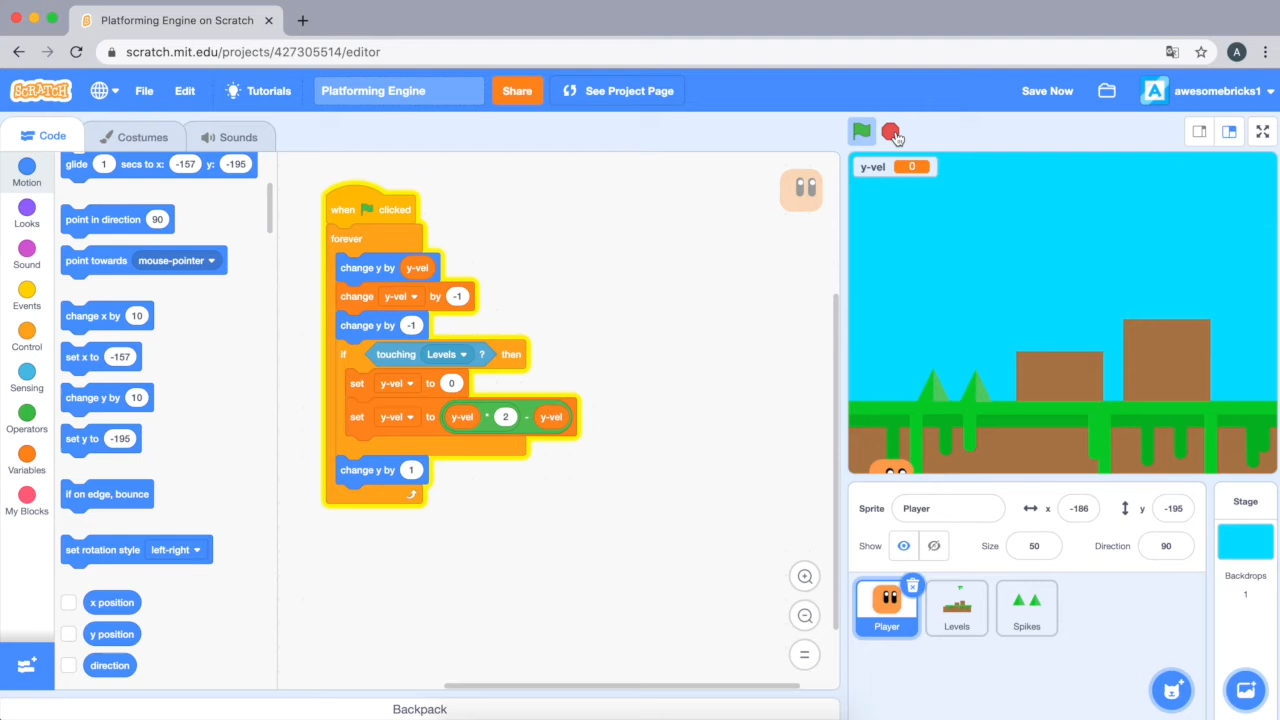 Platforming Engine on Scratch
scratch.mit.edu/projects/427305514/editor
A
SCRATCH
File
Edit
Tutorials
Platforming Engine
Share
See Project Page
Save Now
A
awesomebricks1
Code
Costumes
Sounds
Motion
Looks
Sound
Events
Control
Sensing
Operators
Variables
My Blocks
glide 1 secs to x: -157 y: -195
point in direction 90
point towards mouse-pointer
change x by 10
set x to -157
change y by 10
set y to -195
if on edge, bounce
set rotation style left-right
x position
y position
direction
when clicked
forever
change y by y-vel
change y-vel by -1
change y by -1
if touching Levels ? then
set y-vel to 0
set y-vel to y-vel * 2 - y-vel
change y by 1
Backpack
y-vel 0
Sprite Player x -186 y -195
Show Size 50 Direction 90
Player
Levels
Spikes
Stage
Backdrops
1